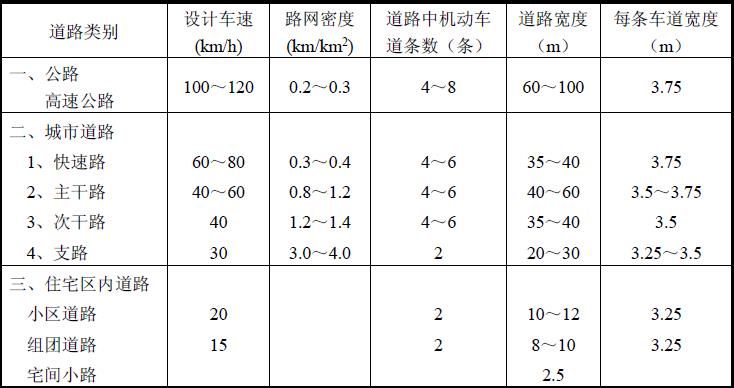 道路类别 设计车速 (km/h) 路网密度 (km/km²) 道路中机动车道条数（条） 道路宽度（m） 每条车道宽度（m）
一、公路
高速公路 100～120 0.2～0.3 4～8 60～100 3.75
二、城市道路
1、快速路 60～80 0.3～0.4 4～6 35～40 3.75
2、主干路 40～60 0.8～1.2 4～6 40～60 3.5～3.75
3、次干路 40 1.2～1.4 4～6 35～40 3.5
4、支路 30 3.0～4.0 2 20～30 3.25～3.5
三、住宅区内道路
小区道路 20 2 10～12 3.25
组团道路 15 2 8～10 3.25
宅间小路 2.5